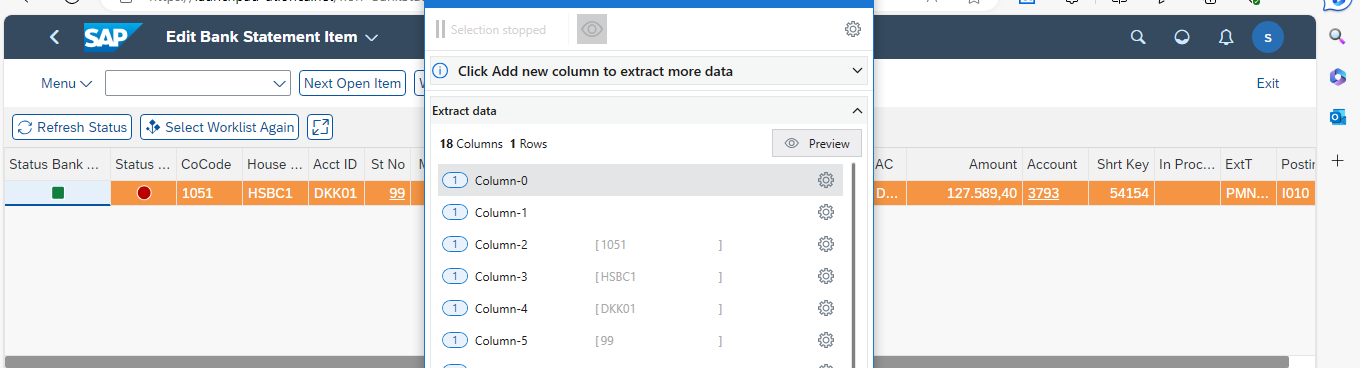 SAP
Edit Bank Statement Item
S
Menu
Next Open Item
Exit
Refresh Status
Select Worklist Again
Status Bank ...
Status ...
CoCode
House ...
Acct ID
St No
AC
Amount
Account
Shrt Key
In Proc...
ExtT
Postin
1051
HSBC1
DKK01
99
D...
127.589,40
3793
54154
PMN...
I010
Selection stopped
Click Add new column to extract more data
Extract data
18 Columns 1 Rows
Preview
1 Column-0
1 Column-1
1 Column-2 [1051 ]
1 Column-3 [HSBC1 ]
1 Column-4 [DKK01 ]
1 Column-5 [99 ]